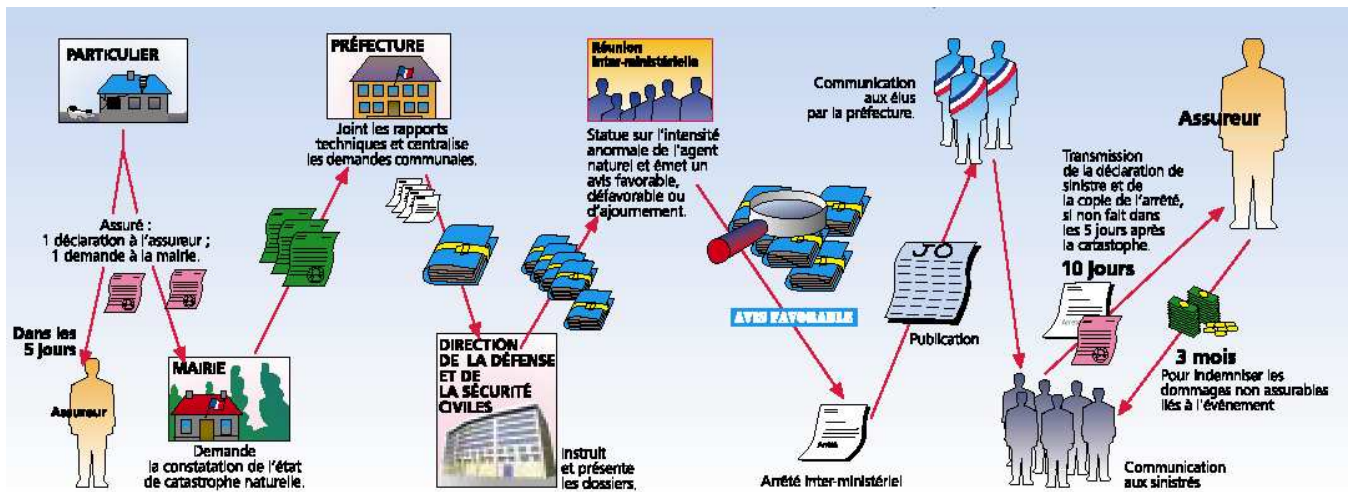 PARTICULIER
Assuré :
1 déclaration à l'assureur ;
1 demande à la mairie.
Dans les
5 jours
Assureur
MAIRIE
Demande
la constatation de l'état
de catastrophe naturelle.
PRÉFECTURE
Joint les rapports
techniques et centralise
les demandes communales.
DIRECTION
DE LA DÉFENSE
ET DE
LA SÉCURITÉ
CIVILES
Instruit
et présente
les dossiers.
Réunion
Inter-ministérielle
Statue sur l'intensité
anormale de l'agent
naturel et émet un
avis favorable,
défavorable ou
d'ajournement.
AVIS FAVORABLE
Arrêté
Arrêté Inter-ministériel
JO
Publication
Communication
aux élus
par la préfecture.
Communication
aux sinistrés
Transmission
de la déclaration de
sinistre et de
la copie de l'arrêté,
si non fait dans
les 5 jours après
la catastrophe.
10 jours
Assureur
3 mois
Pour indemniser les
dommages non assurables
liés à l'événement